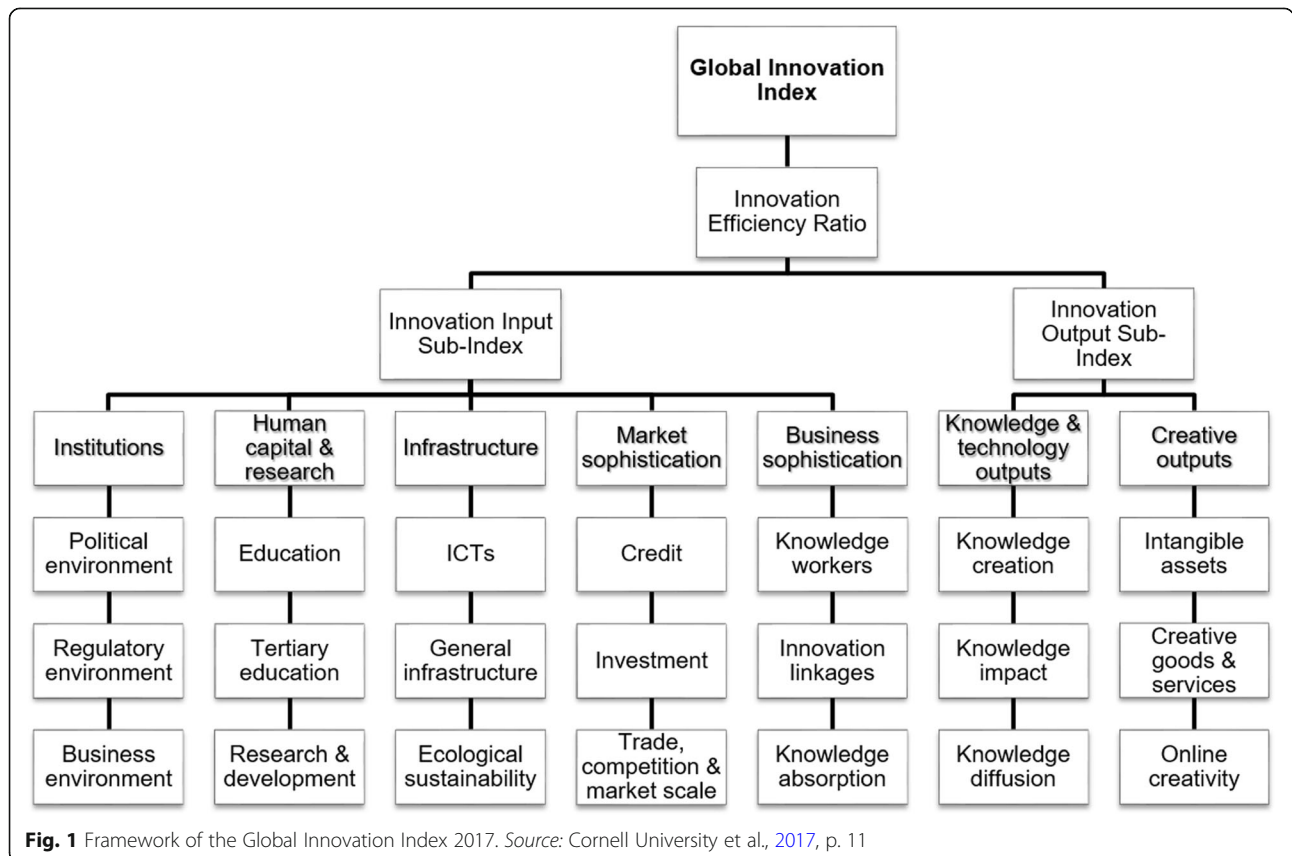 Global Innovation
Index
Innovation
Efficiency Ratio
Innovation Input
Sub-Index
Innovation
Output Sub-
Index
Institutions
Human
capital &
research
Infrastructure
Market
sophistication
Business
sophistication
Knowledge &
technology
outputs
Creative
outputs
Political
environment
Education
ICTs
Credit
Knowledge
workers
Knowledge
creation
Intangible
assets
Regulatory
environment
Tertiary
education
General
infrastructure
Investment
Innovation
linkages
Knowledge
impact
Creative
goods &
services
Business
environment
Research &
development
Ecological
sustainability
Trade,
competition &
market scale
Knowledge
absorption
Knowledge
diffusion
Online
creativity
Fig. 1 Framework of the Global Innovation Index 2017. Source: Cornell University et al., 2017, p. 11